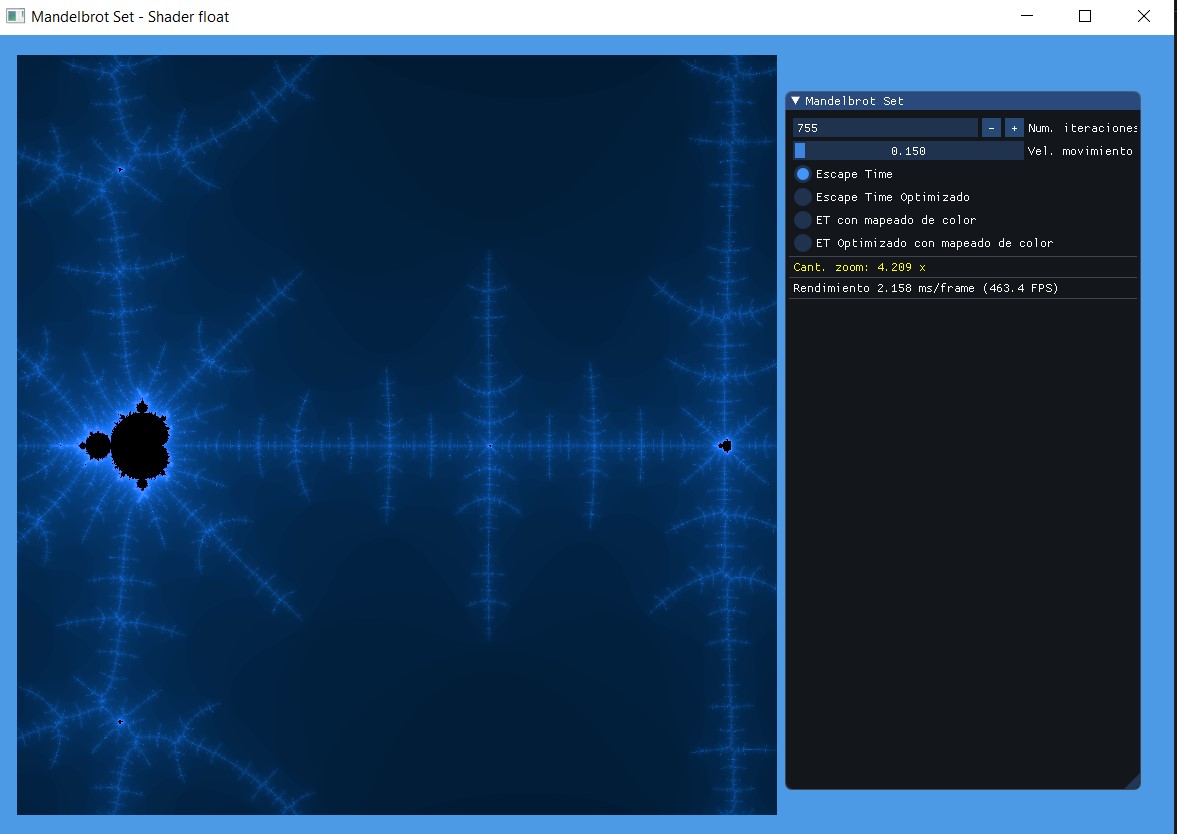 Mandelbrot Set - Shader float
Mandelbrot Set
755 - + Num. iteraciones
0.150 Vel. movimiento
Escape Time
Escape Time Optimizado
ET con mapeado de color
ET Optimizado con mapeado de color
Cant. zoom: 4.209 x
Rendimiento 2.158 ms/frame (463.4 FPS)